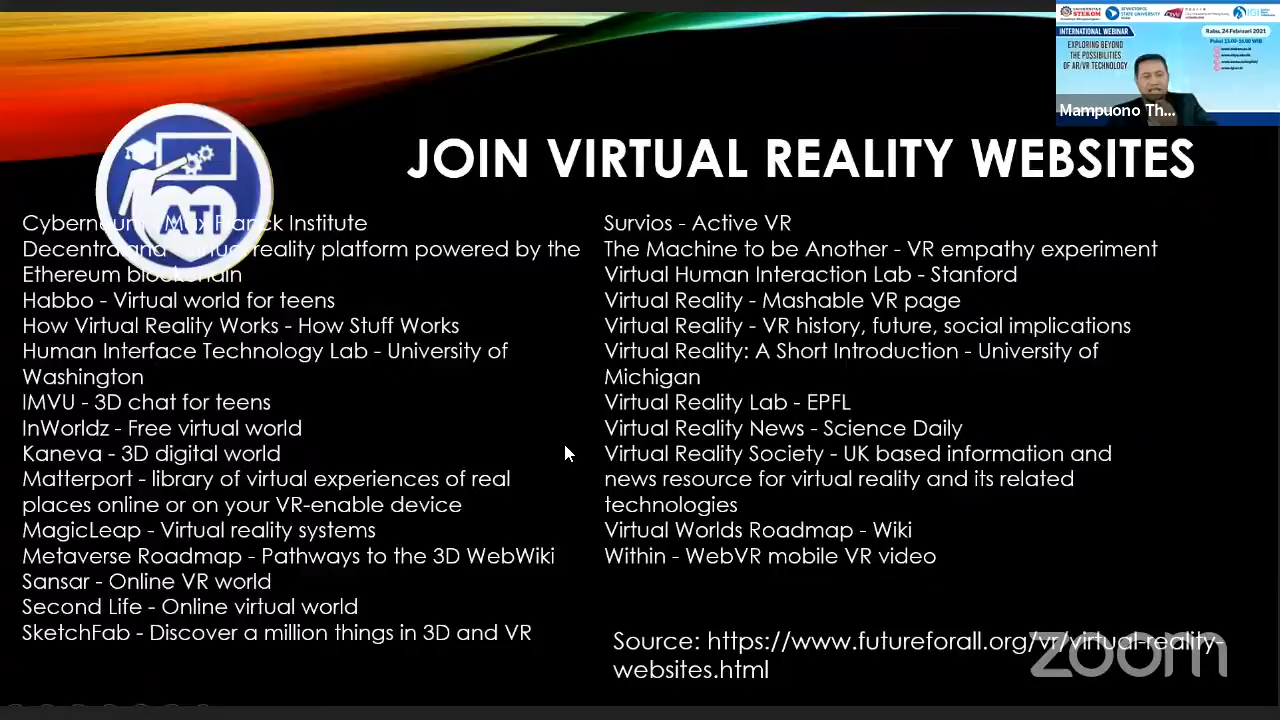 UNIVERSITAS STEKOM
STATE UNIVERSITY
IGI
INTERNATIONAL WEBINAR
Rabu, 24 Februari 2021
Pukul 13.00-16.00 WIB
EXPLORING BEYOND
THE POSSIBILITIES
OF AR/VR TECHNOLOGY
Mampuono Th...
JOIN VIRTUAL REALITY WEBSITES
ATI
Institute
reality platform powered by the
Ethereum blockchain
Habbo - Virtual world for teens
How Virtual Reality Works - How Stuff Works
Human Interface Technology Lab - University of
Washington
IMVU - 3D chat for teens
InWorldz - Free virtual world
Kaneva - 3D digital world
Matterport - library of virtual experiences of real
places online or on your VR-enable device
MagicLeap - Virtual reality systems
Metaverse Roadmap - Pathways to the 3D WebWiki
Sansar - Online VR world
Second Life - Online virtual world
SketchFab - Discover a million things in 3D and VR
Survios - Active VR
The Machine to be Another - VR empathy experiment
Virtual Human Interaction Lab - Stanford
Virtual Reality - Mashable VR page
Virtual Reality - VR history, future, social implications
Virtual Reality: A Short Introduction - University of
Michigan
Virtual Reality Lab - EPFL
Virtual Reality News - Science Daily
Virtual Reality Society - UK based information and
news resource for virtual reality and its related
technologies
Virtual Worlds Roadmap - Wiki
Within - WebVR mobile VR video
Source: https://www.futureforall.org/vr/virtual-reality-
websites.html
zoom